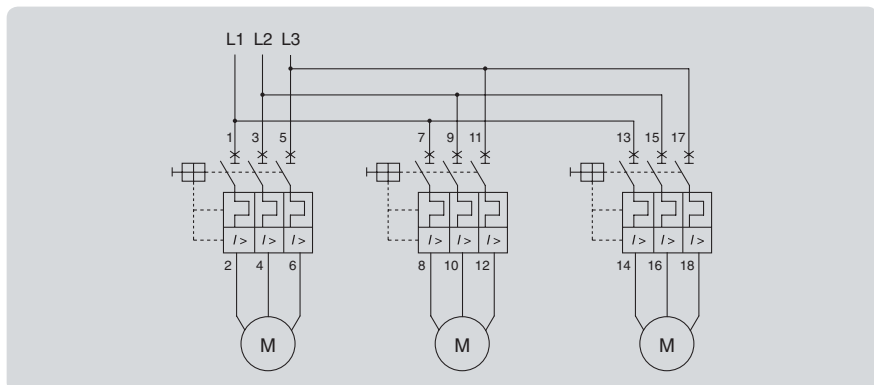 L1 L2 L3
1 3 5 7 9 11 13 15 17
I > I > I > I > I > I > I > I > I >
2 4 6 8 10 12 14 16 18
M M M